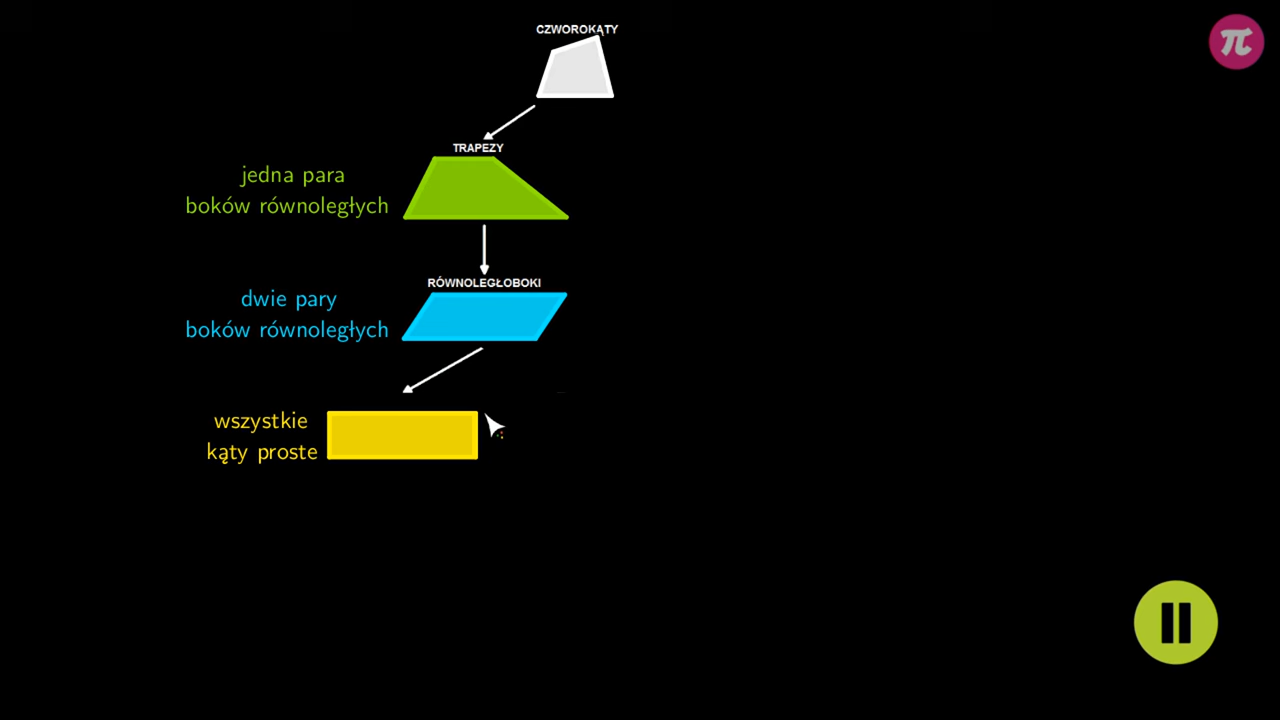 CZWOROKĄTY
π
TRAPEZY
jedna para
boków równoległych
RÓWNOLEGŁOBOKI
dwie pary
boków równoległych
wszystkie
kąty proste